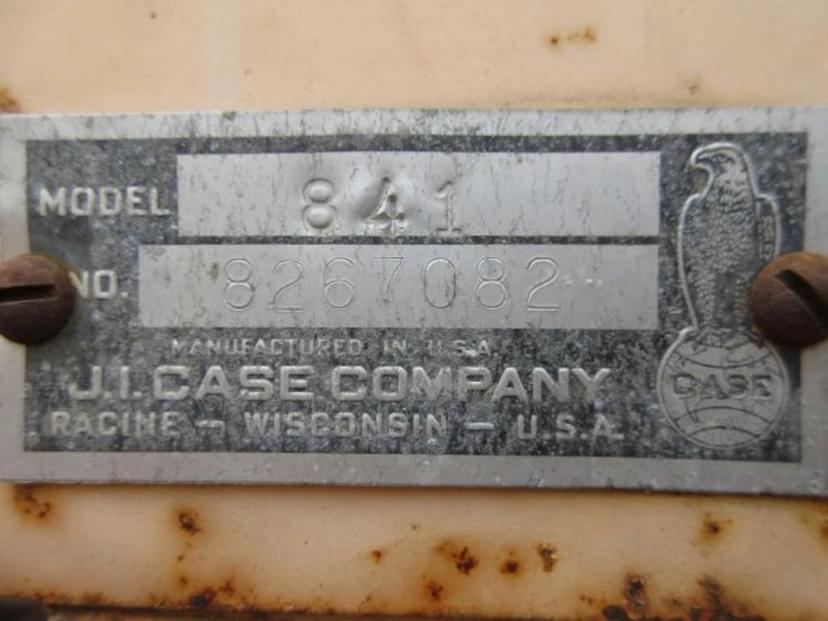 MODEL 841
NO. 8267082
MANUFACTURED IN U.S.A.
J.I. CASE COMPANY
RACINE - WISCONSIN - U.S.A.
CASE